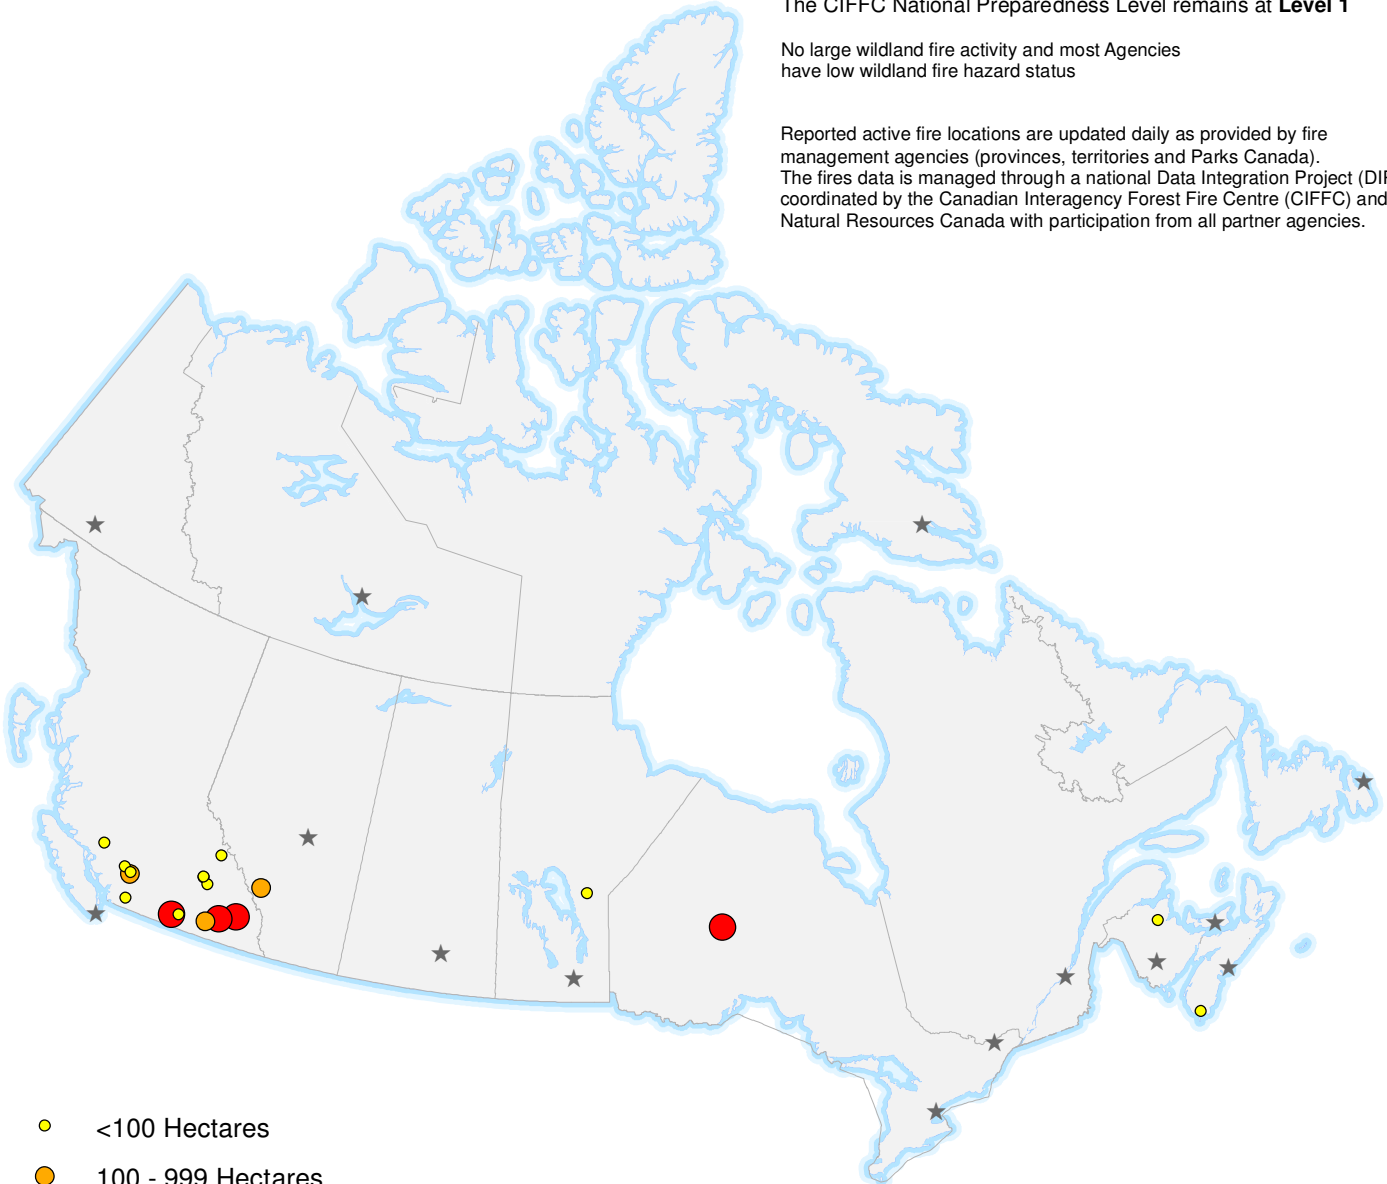 The CIFFC National Preparedness Level remains at Level 1
No large wildland fire activity and most Agencies
have low wildland fire hazard status
Reported active fire locations are updated daily as provided by fire
management agencies (provinces, territories and Parks Canada).
The fires data is managed through a national Data Integration Project (DIP
coordinated by the Canadian Interagency Forest Fire Centre (CIFFC) and
Natural Resources Canada with participation from all partner agencies.
<100 Hectares
100 - 999 Hectares